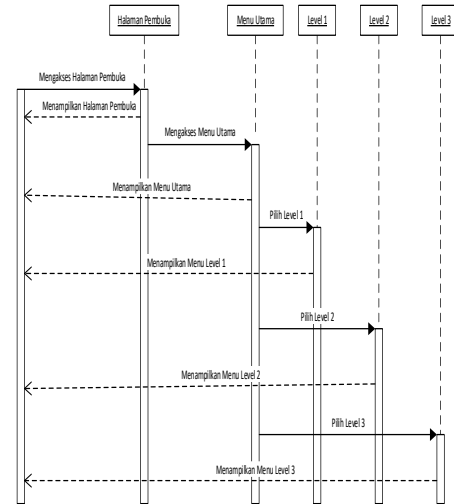 Halaman Pembuka
Menu Utama
Level 1
Level 2
Level 3
Mengakses Halaman Pembuka
Menampilkan Halaman Pembuka
Mengakses Menu Utama
Menampilkan Menu Utama
Pilih Level 1
Menampilkan Menu Level 1
Pilih Level 2
Menampilkan Menu Level 2
Pilih Level 3
Menampilkan Menu Level 3